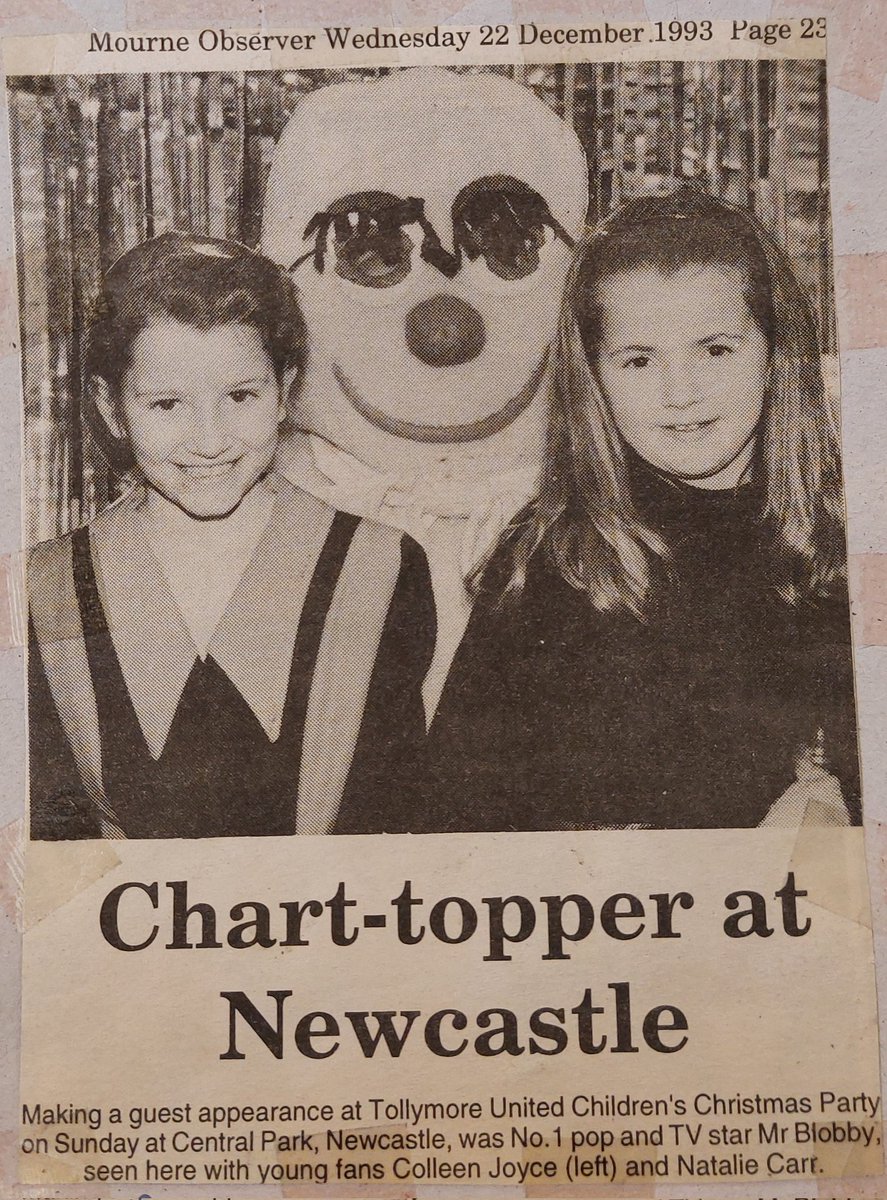 Mourne Observer Wednesday 22 December 1993 Page 23
Chart-topper at
Newcastle
Making a guest appearance at Tollymore United Children's Christmas Party
on Sunday at Central Park, Newcastle, was No.1 pop and TV star Mr Blobby,
seen here with young fans Colleen Joyce (left) and Natalie Carr.